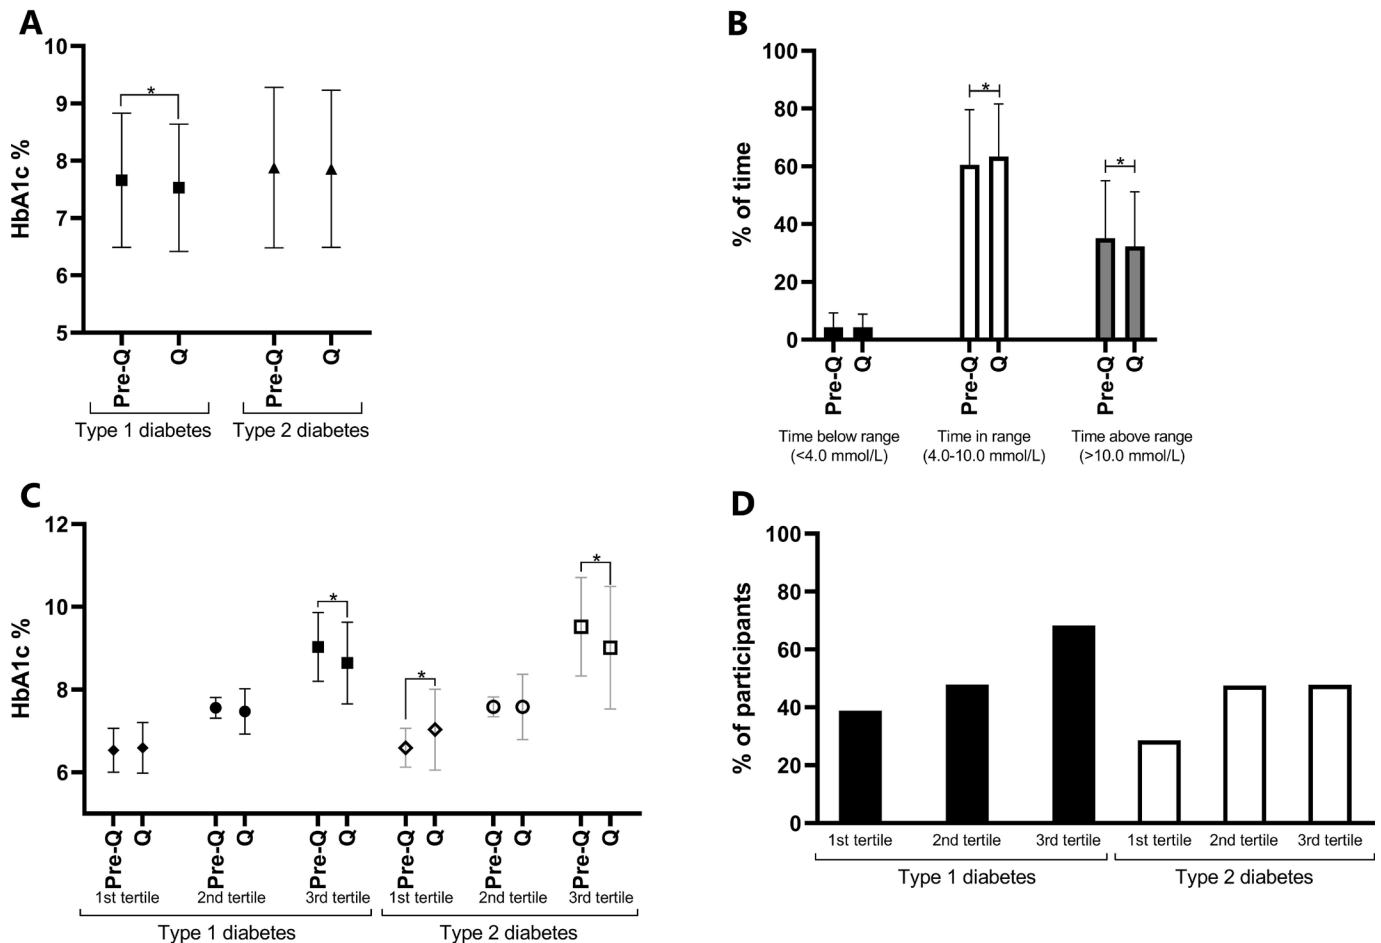 A
HbA1c %
10
9
8
7
6
5
*
Pre-Q
Q
Pre-Q
Q
Type 1 diabetes
Type 2 diabetes
B
% of time
100
80
60
40
20
0
*
*
Pre-Q
Q
Pre-Q
Q
Pre-Q
Q
Time below range
(<4.0 mmol/L)
Time in range
(4.0-10.0 mmol/L)
Time above range
(>10.0 mmol/L)
C
HbA1c %
12
10
8
6
*
*
*
Pre-Q
Q
Pre-Q
Q
Pre-Q
Q
Pre-Q
Q
Pre-Q
Q
Pre-Q
Q
1st tertile
2nd tertile
3rd tertile
1st tertile
2nd tertile
3rd tertile
Type 1 diabetes
Type 2 diabetes
D
% of participants
100
80
60
40
20
0
1st tertile
2nd tertile
3rd tertile
1st tertile
2nd tertile
3rd tertile
Type 1 diabetes
Type 2 diabetes